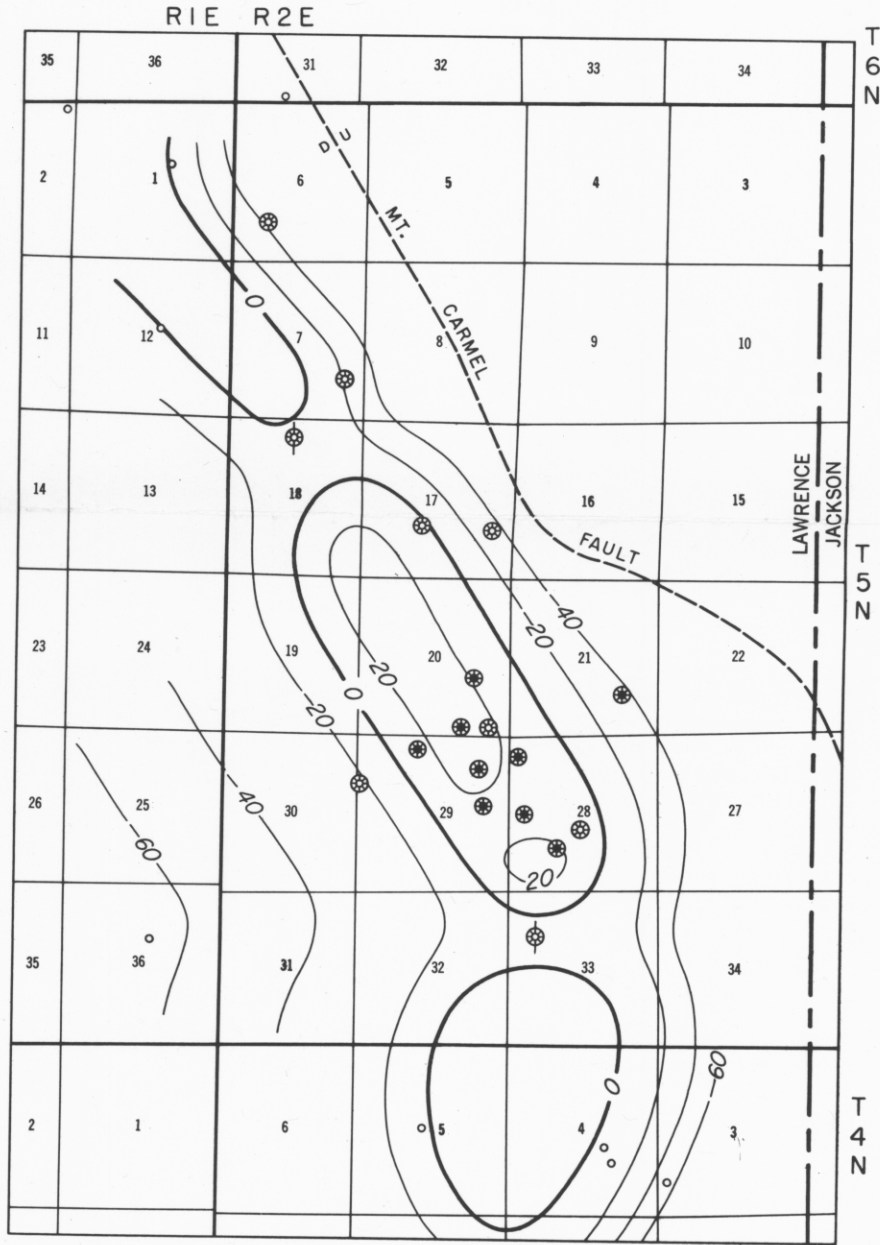 R1E R2E
T
6
N
35 36 31 32 33 34
U
D
2 1 6 5 4 3
MT.
CARMEL
FAULT
0
11 12 7 8 9 10
14 13 18 17 16 15
LAWRENCE
JACKSON
T
5
N
-40
-20
23 24 19 20 21 22
20
0
-20
26 25 30 29 28 27
-40
-60
20
35 36 31 32 33 34
-60
0
2 1 6 5 4 3
T
4
N